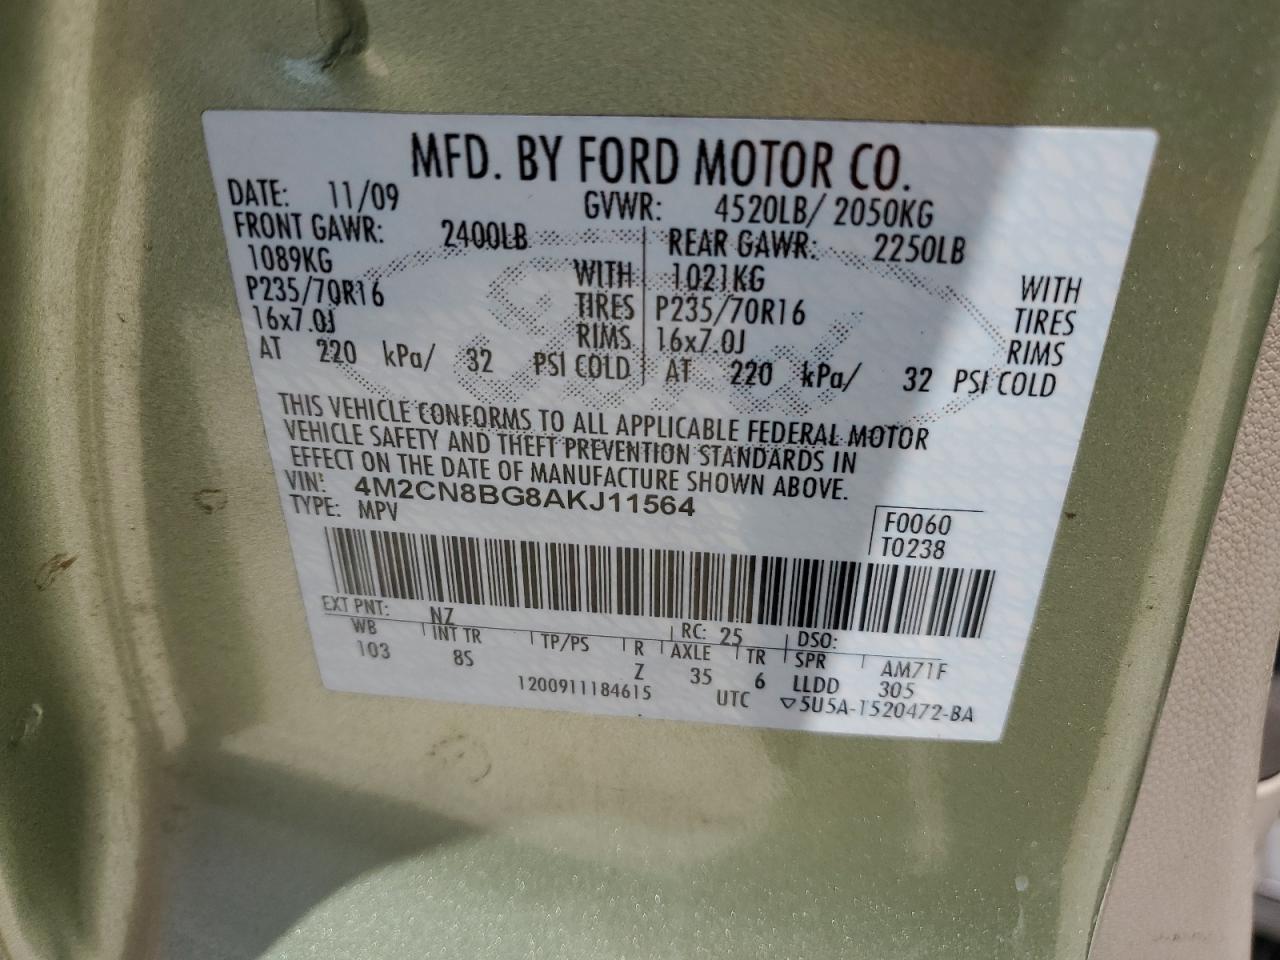 MFD. BY FORD MOTOR CO.
DATE: 11/09 GVWR: 4520LB/ 2050KG
FRONT GAWR: 2400LB REAR GAWR: 2250LB
1089KG WITH 1021KG WITH
P235/70R16 TIRES P235/70R16 TIRES
16x7.0J RIMS 16x7.0J RIMS
AT 220 kPa/ 32 PSI COLD AT 220 kPa/ 32 PSI COLD
THIS VEHICLE CONFORMS TO ALL APPLICABLE FEDERAL MOTOR
VEHICLE SAFETY AND THEFT PREVENTION STANDARDS IN
EFFECT ON THE DATE OF MANUFACTURE SHOWN ABOVE.
VIN: 4M2CN8BG8AKJ11564
TYPE: MPV
F0060
T0238
EXT PNT: NZ RC: 25 DSO:
WB INT TR TP/PS R AXLE TR SPR AM71F
103 8S Z 35 6 LLDD 305
1200911184615 UTC ▽5U5A-1520472-BA